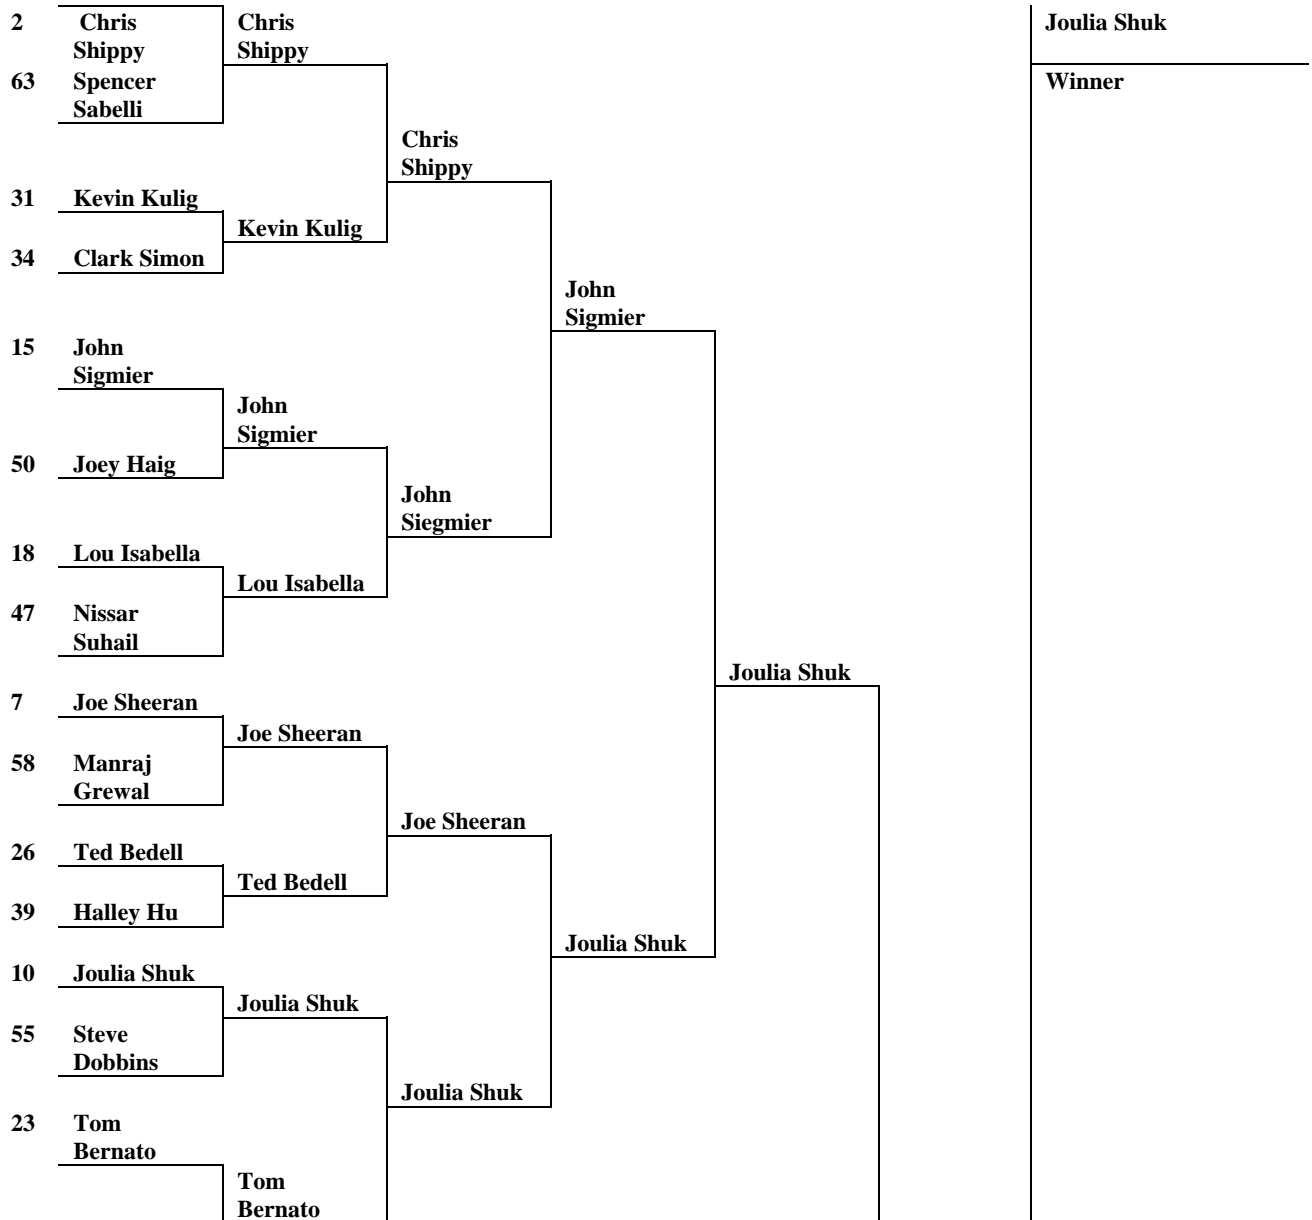 2 Chris Chris Joulia Shuk
Shippy Shippy
63 Spencer Winner
Sabelli
Chris
Shippy
31 Kevin Kulig
Kevin Kulig
34 Clark Simon
John
Sigmier
15 John
Sigmier
John
Sigmier
50 Joey Haig
John
Siegmier
18 Lou Isabella
Lou Isabella
47 Nissar
Suhail
Joulia Shuk
7 Joe Sheeran
Joe Sheeran
58 Manraj
Grewal
Joe Sheeran
26 Ted Bedell
Ted Bedell
39 Halley Hu
Joulia Shuk
10 Joulia Shuk
Joulia Shuk
55 Steve
Dobbins
Joulia Shuk
23 Tom
Bernato
Tom
Bernato